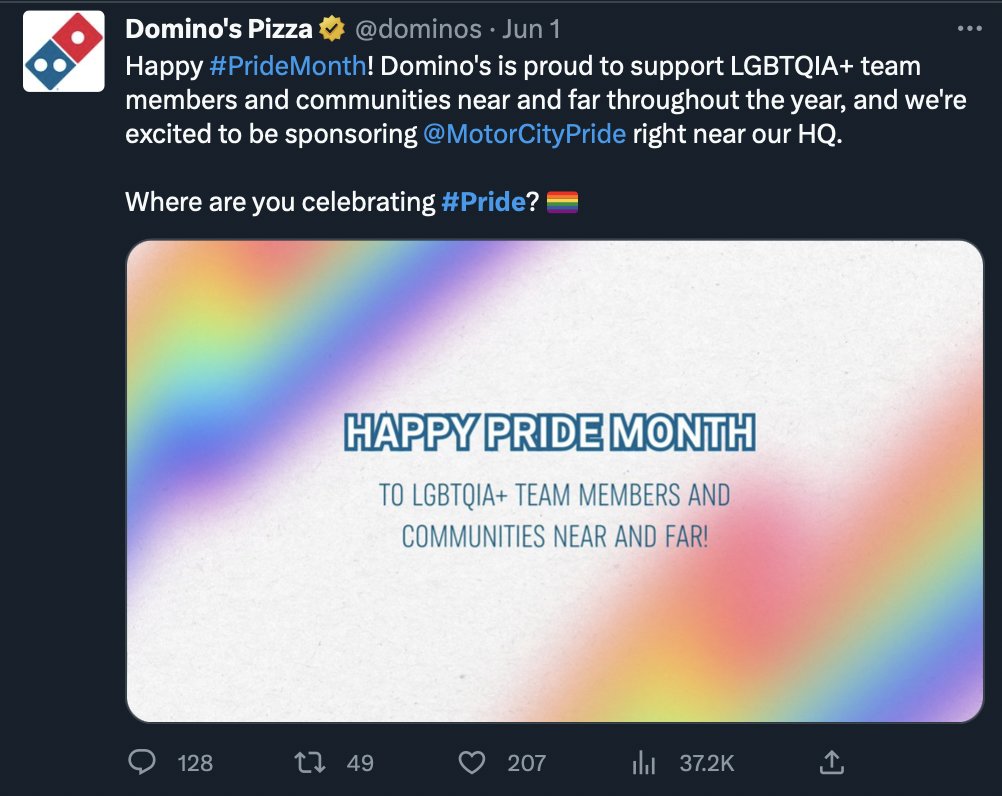 Domino's Pizza @dominos · Jun 1
Happy #PrideMonth! Domino's is proud to support LGBTQIA+ team
members and communities near and far throughout the year, and we're
excited to be sponsoring @MotorCityPride right near our HQ.
Where are you celebrating #Pride? 🏳️‍🌈
HAPPY PRIDE MONTH
TO LGBTQIA+ TEAM MEMBERS AND
COMMUNITIES NEAR AND FAR!
128 49 207 37.2K